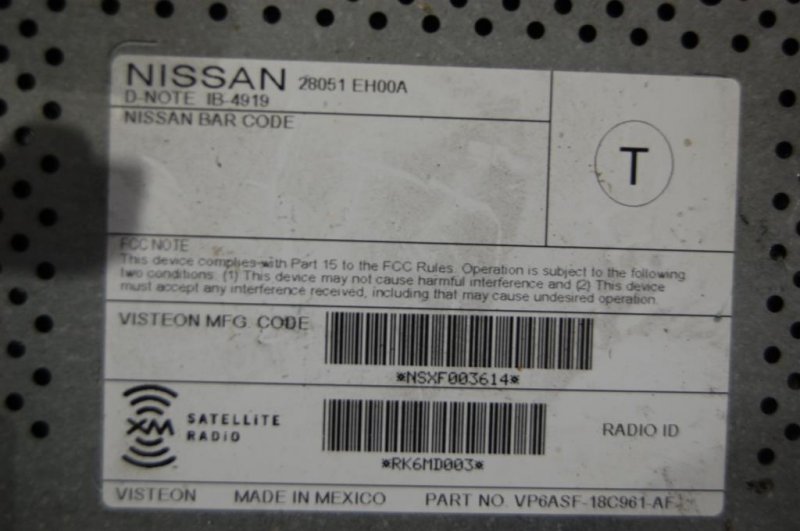 NISSAN 28051 EH00A
D-NOTE IB-4919
NISSAN BAR CODE
T
FCC NOTE
This device complies with Part 15 to the FCC Rules. Operation is subject to the following
two conditions: (1) This device may not cause harmful interference and (2) This device
must accept any interference received, including that may cause undesired operation.
VISTEON MFG. CODE
*NSXF003614*
XM SATELLITE
RADIO
*RK6MD003*
RADIO ID
VISTEON MADE IN MEXICO PART NO. VP6ASF-18C961-AF